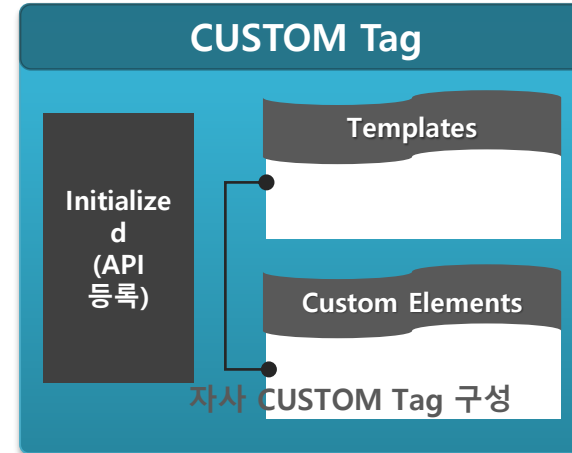 CUSTOM Tag
Initialize
d
(API
등록)
Templates
Custom Elements
자사 CUSTOM Tag 구성